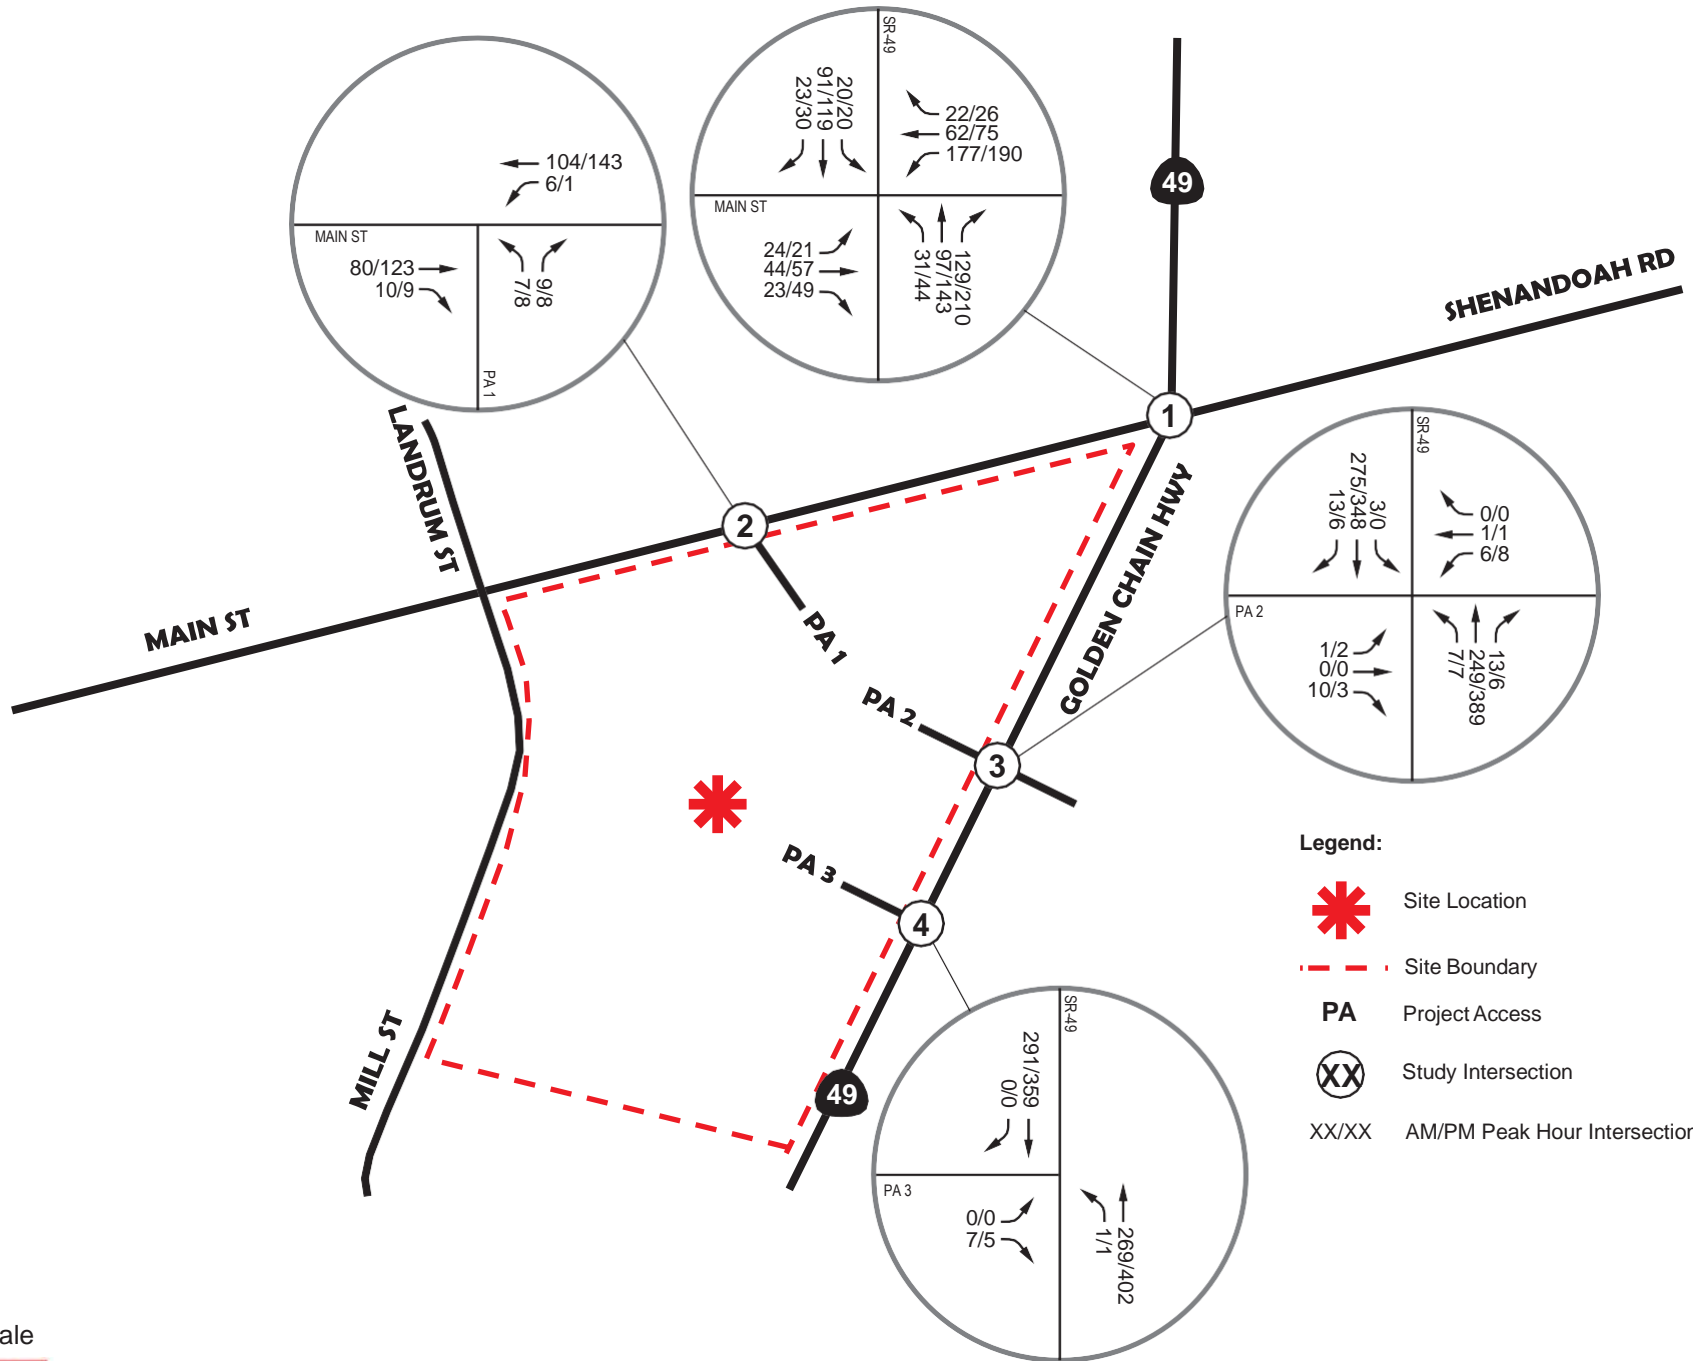 SR-49
23/30
91/119
20/20
22/26
62/75
177/190
MAIN ST
24/21
44/57
23/49
31/44
97/143
129/210
104/143
6/1
MAIN ST
80/123
10/9
7/8
9/8
PA 1
49
SHENANDOAH RD
1
2
LANDRUM ST
MAIN ST
PA 1
GOLDEN CHAIN HWY
SR-49
13/6
275/348
3/0
0/0
1/1
6/8
PA 2
1/2
0/0
10/3
7/7
249/389
13/6
PA 2
3
PA 3
4
MILL ST
49
SR-49
0/0
291/359
PA 3
0/0
7/5
1/1
269/402
Legend:
Site Location
Site Boundary
PA Project Access
XX Study Intersection
XX/XX AM/PM Peak Hour Intersection
ale